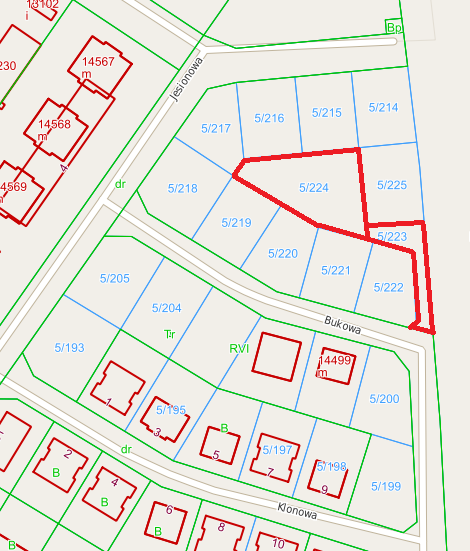 13102
i
Bp
14567
m
230
Jesionowa
5/214
5/215
5/216
5/217
14568
m
4
dr
5/218
5/224
5/225
14569
m
5/219
5/223
5/220
5/221
5/222
5/205
5/204
Bukowa
Tr
RVI
5/193
14499
m
1
5/195
3
B
5
5/197
7
5/198
9
5/200
5/199
dr
2
B
4
B
6
B
8
10
Klonowa
B